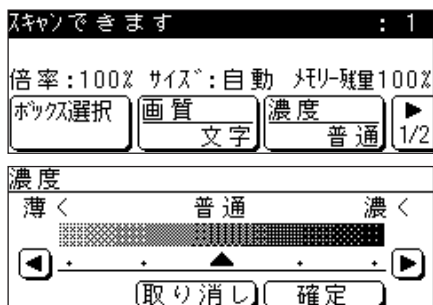 ｽｷｬﾝできます : 1
倍率:100% ｻｲｽﾞ:自動 ﾒﾓﾘｰ残量100%
ﾎﾞｯｸｽ選択 画質 濃度 ▶
文字 普通 1/2
濃度
薄く 普通 濃く
取り消し 確定